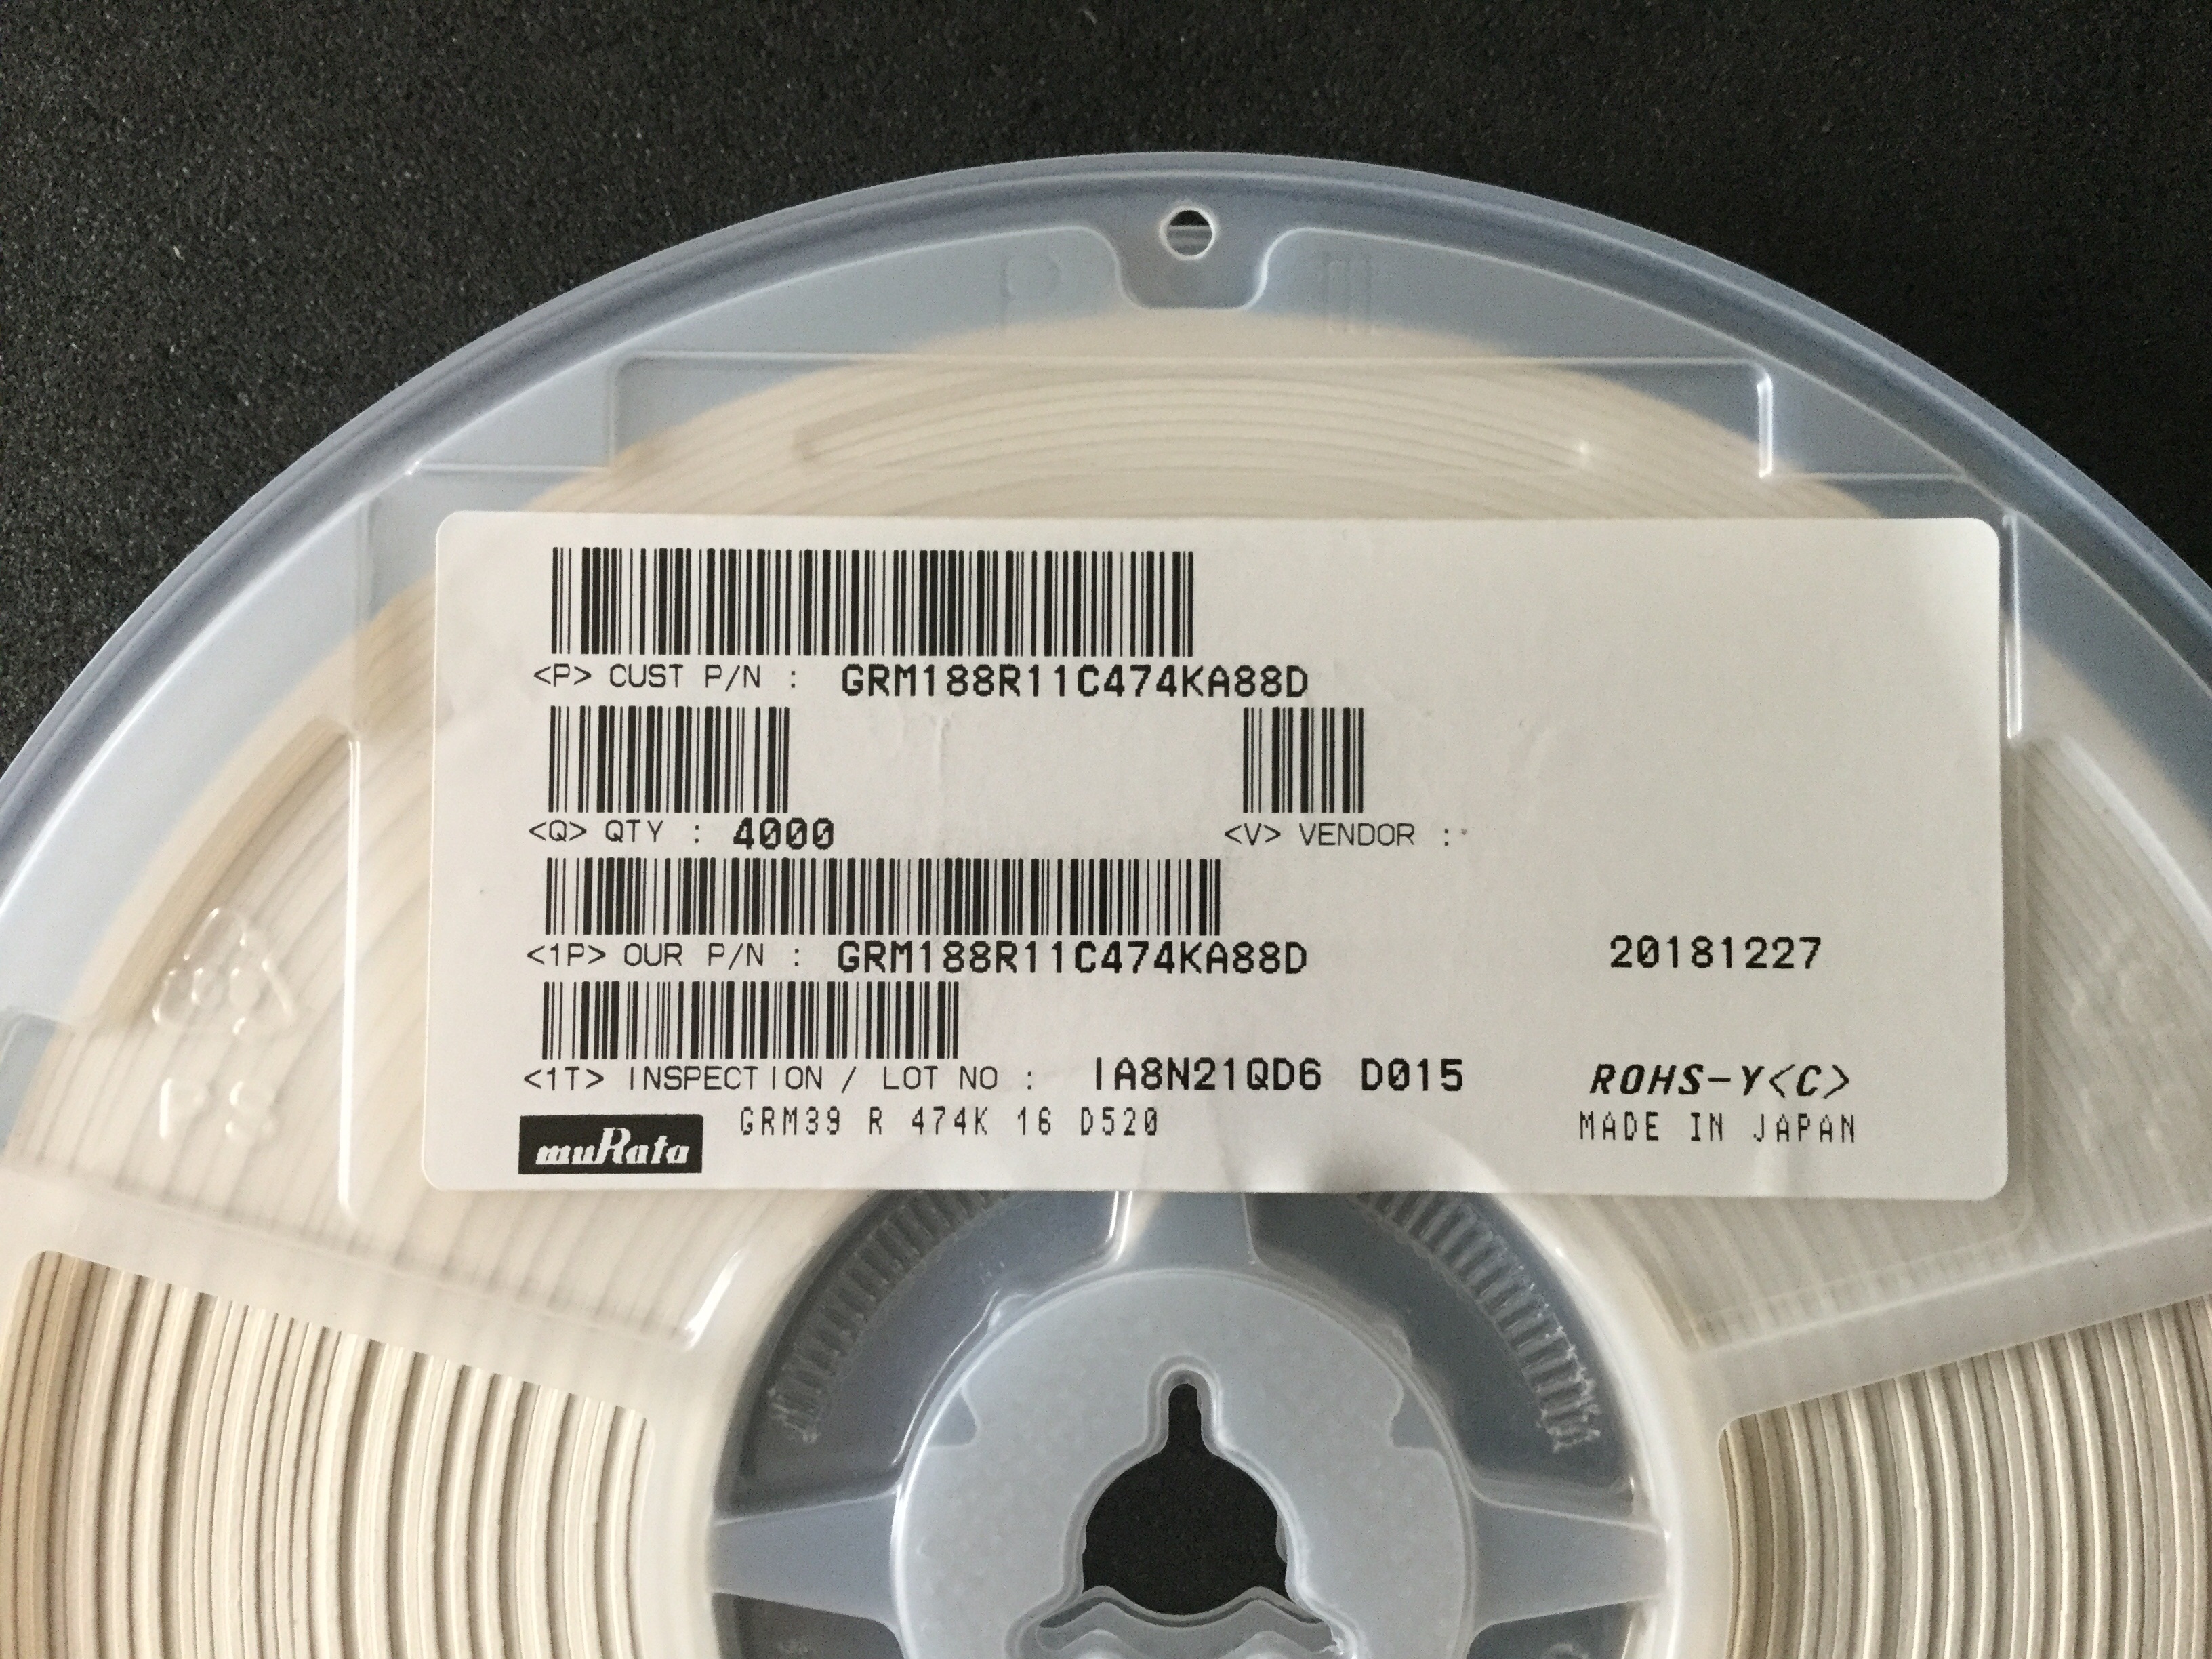 <P> CUST P/N : GRM188R11C474KA88D
<Q> QTY : 4000 <V> VENDOR :
<1P> OUR P/N : GRM188R11C474KA88D 20181227
<1T> INSPECTION / LOT NO : IA8N21QD6 D015 ROHS-Y<C>
muRata GRM39 R 474K 16 D520 MADE IN JAPAN
PS